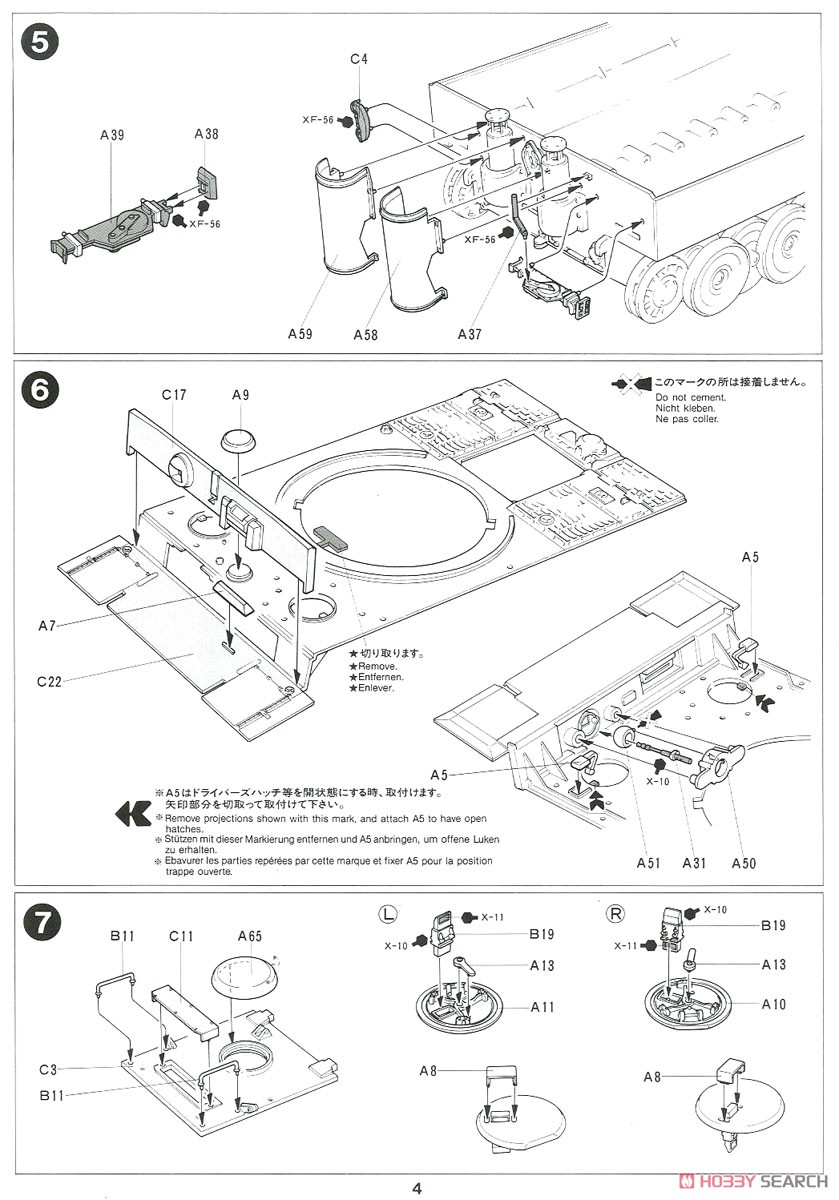 5
C4
XF-56
A39
A38
XF-56
XF-56
A59
A58
A37
6
C17
A9
このマークの所は接着しません。
Do not cement.
Nicht kleben.
Ne pas coller.
A5
A7
★切り取ります。
★Remove.
★Entfernen.
★Enlever.
C22
A5
X-10
※A5はドライバーズハッチ等を開状態にする時、取付けます。
矢印部分を切取って取付けて下さい。
※Remove projections shown with this mark, and attach A5 to have open
hatches.
※Stützen mit dieser Markierung entfernen und A5 anbringen, um offene Luken
zu erhalten.
※Ebavurer les parties repérées par cette marque et fixer A5 pour la position
trappe ouverte.
A51
A31
A50
7
B11
C11
A65
C3
B11
L
X-11
X-10
B19
A13
A11
A8
R
X-10
B19
X-11
A13
A10
A8
4
HOBBY SEARCH